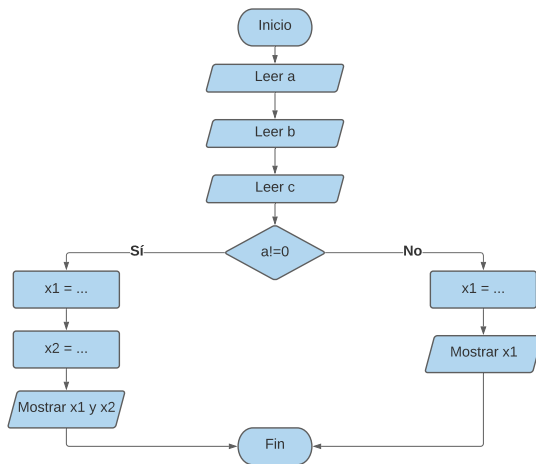 Inicio
Leer a
Leer b
Leer c
a!=0
Sí
No
x1 = ...
x2 = ...
Mostrar x1 y x2
x1 = ...
Mostrar x1
Fin